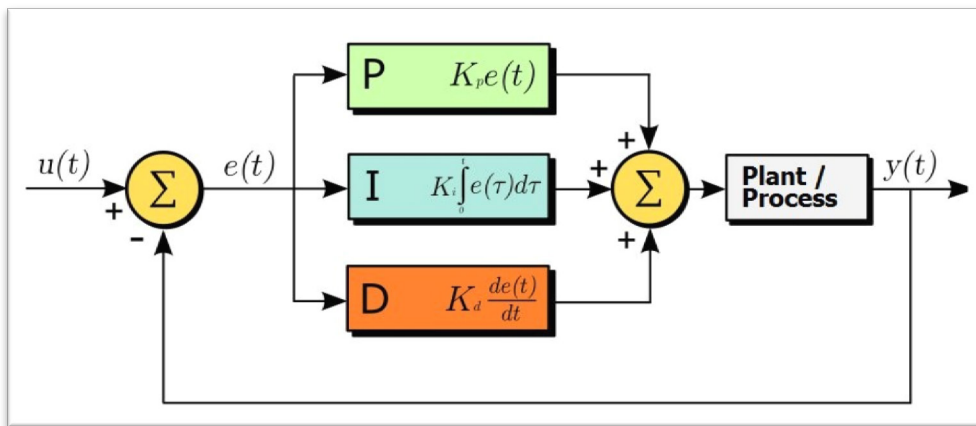 P K_p e(t)
u(t)
+
-
Σ
e(t)
I K_i ∫_0^t e(τ)dτ
D K_d de(t)/dt
+
+
+
Σ
Plant /
Process
y(t)